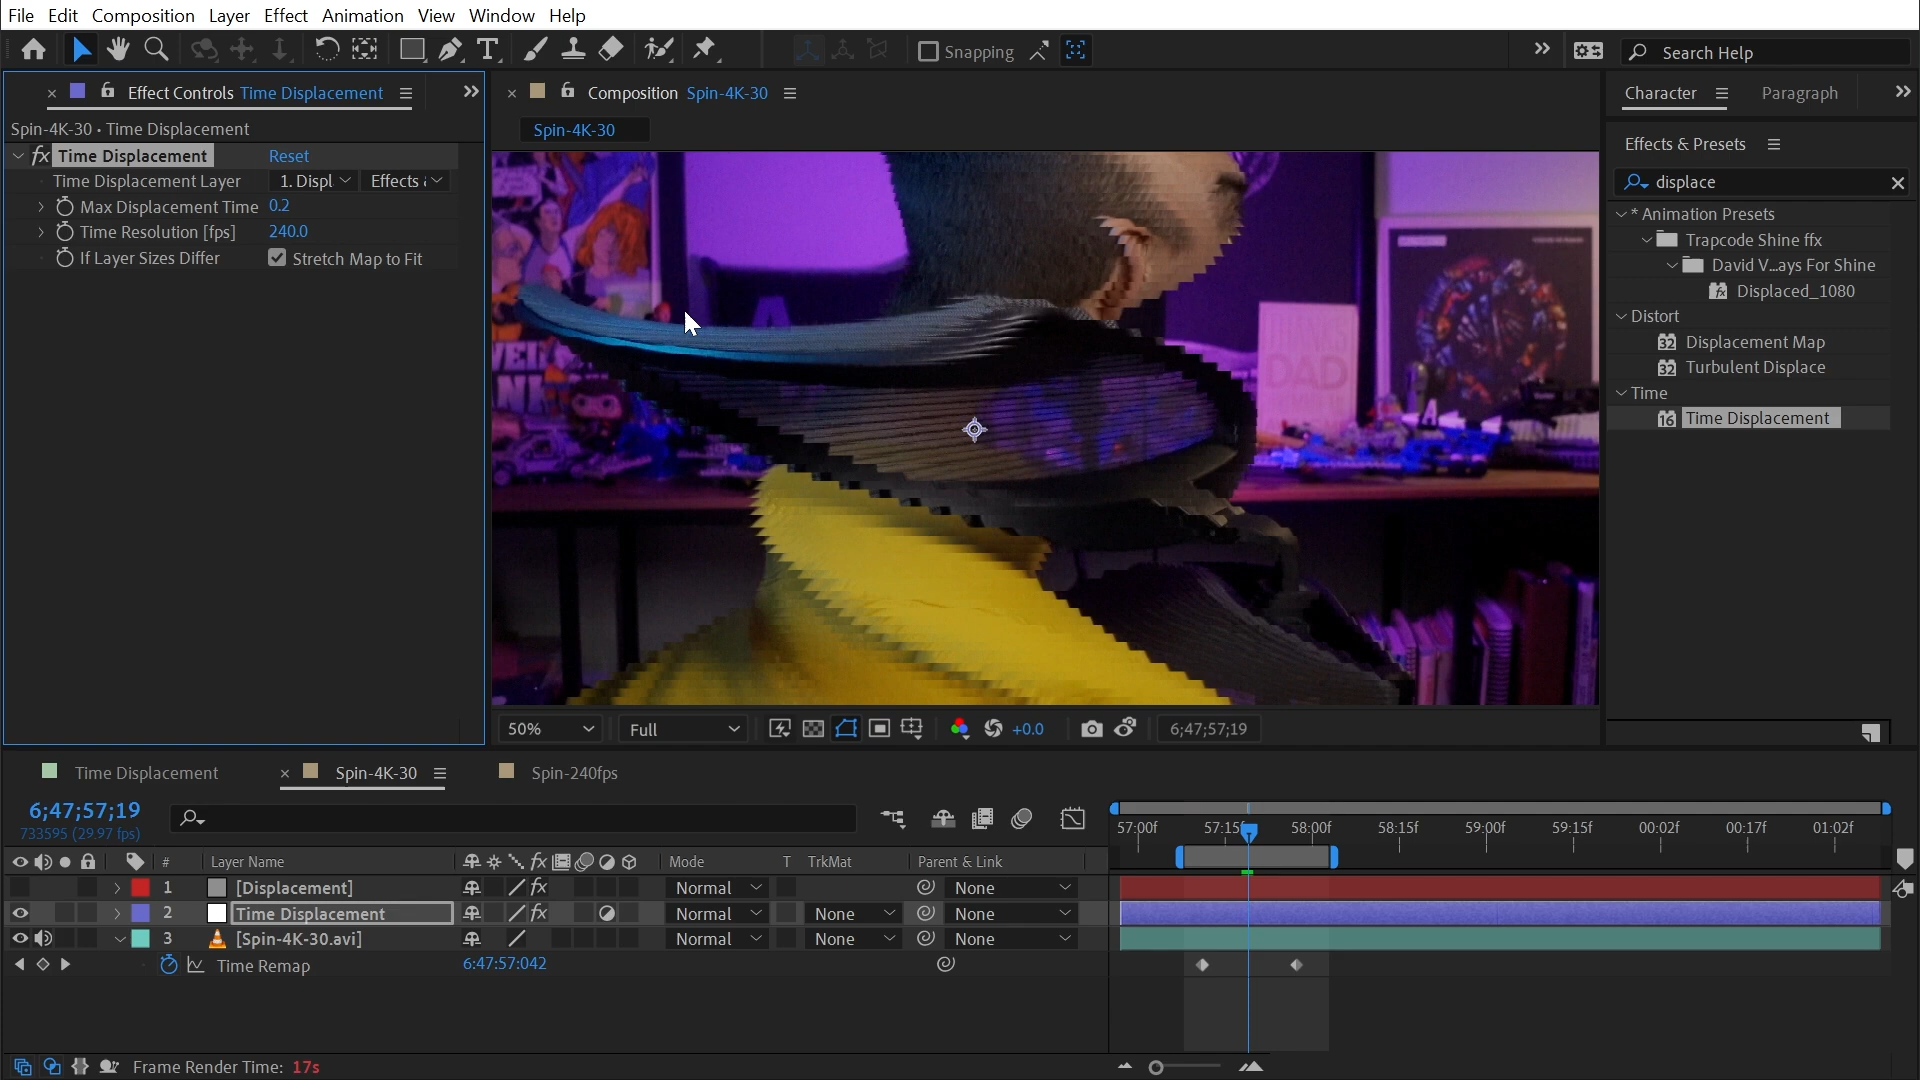 File Edit Composition Layer Effect Animation View Window Help
Snapping
Search Help
Effect Controls Time Displacement
Composition Spin-4K-30
Character
Paragraph
Spin-4K-30 • Time Displacement
Spin-4K-30
Effects & Presets
fx Time Displacement Reset
Time Displacement Layer 1. Displ Effects
Max Displacement Time 0.2
Time Resolution [fps] 240.0
If Layer Sizes Differ Stretch Map to Fit
displace
* Animation Presets
Trapcode Shine ffx
David V...ays For Shine
Displaced_1080
Distort
32 Displacement Map
32 Turbulent Displace
Time
16 Time Displacement
DAD
A
A
50% Full +0.0 6;47;57;19
Time Displacement
Spin-4K-30
Spin-240fps
6;47;57;19
733595 (29.97 fps)
57:00f 57:15f 58:00f 58:15f 59:00f 59:15f 00:02f 00:17f 01:02f
# Layer Name fx Mode T TrkMat Parent & Link
1 [Displacement] fx Normal None
2 Time Displacement fx Normal None None
3 [Spin-4K-30.avi] Normal None None
Time Remap 6:47:57:042
Frame Render Time: 17s